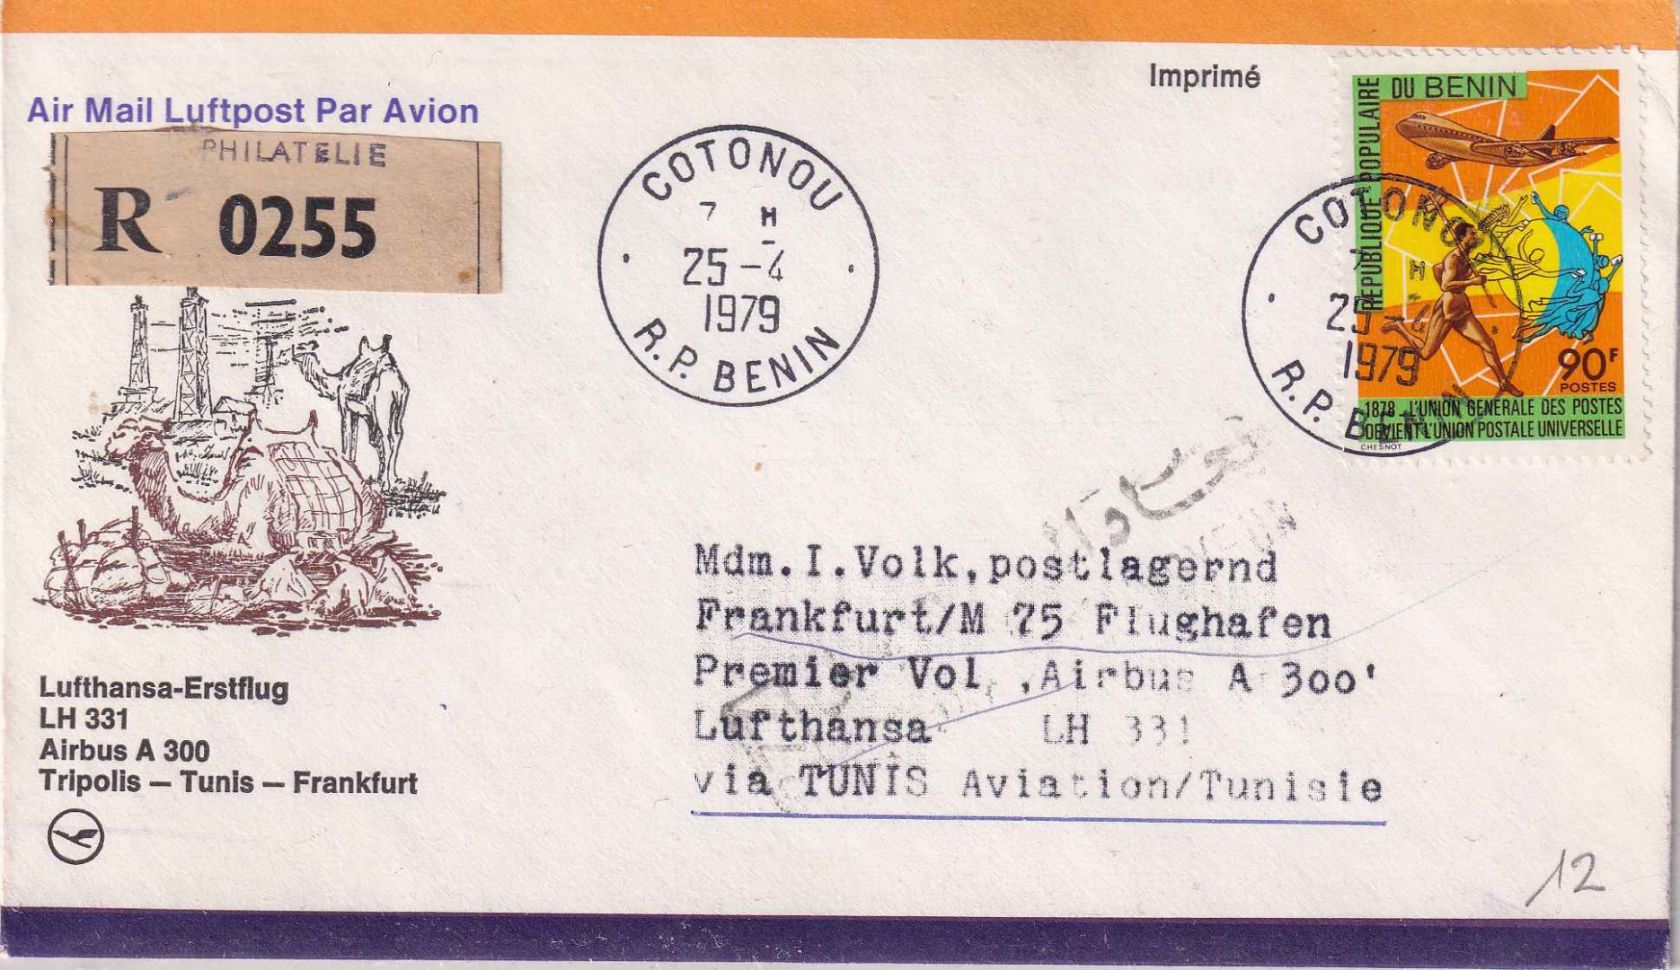 Imprimé
Air Mail Luftpost Par Avion
PHILATELIE
R 0255
COTONOU
7 H
25-4
1979
R.P. BENIN
REPUBLIQUE POPULAIRE
DU BENIN
90F
POSTES
1878 L'UNION GENERALE DES POSTES
DEVIENT L'UNION POSTALE UNIVERSELLE
CHESNOT
COTONOU
7 H
25-4
1979
R.P. BENIN
Mdm. I. Volk, postlagernd
Frankfurt/M 75 Flughafen
Premier Vol ,Airbus A 300'
Lufthansa LH 331
via TUNIS Aviation/Tunisie
Lufthansa-Erstflug
LH 331
Airbus A 300
Tripolis – Tunis – Frankfurt
12